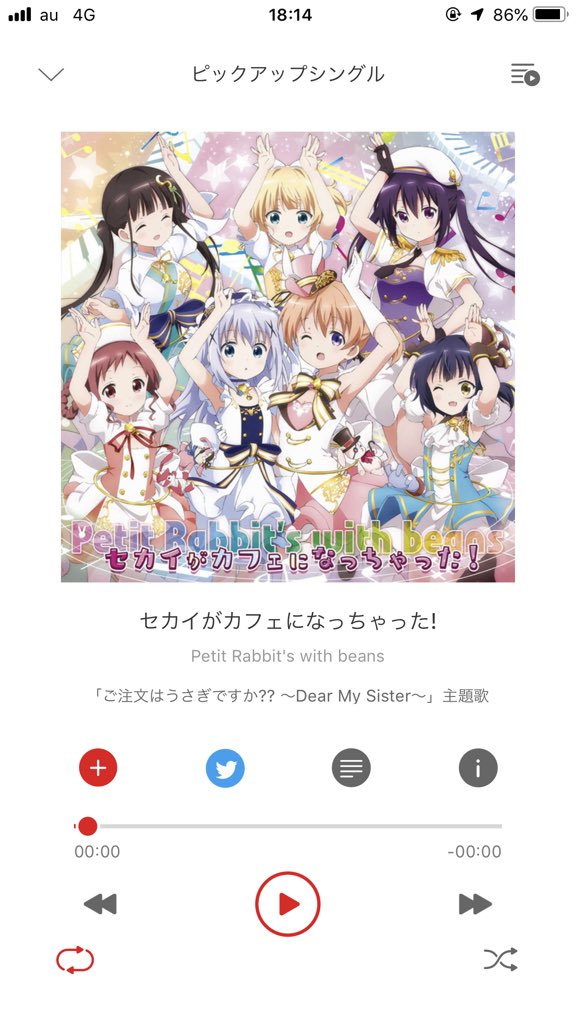 au 4G 18:14 86%
ピックアップシングル
Petit Rabbit's with beans
セカイがカフェになっちゃった!
セカイがカフェになっちゃった!
Petit Rabbit's with beans
「ご注文はうさぎですか?? 〜Dear My Sister〜」主題歌
00:00 -00:00